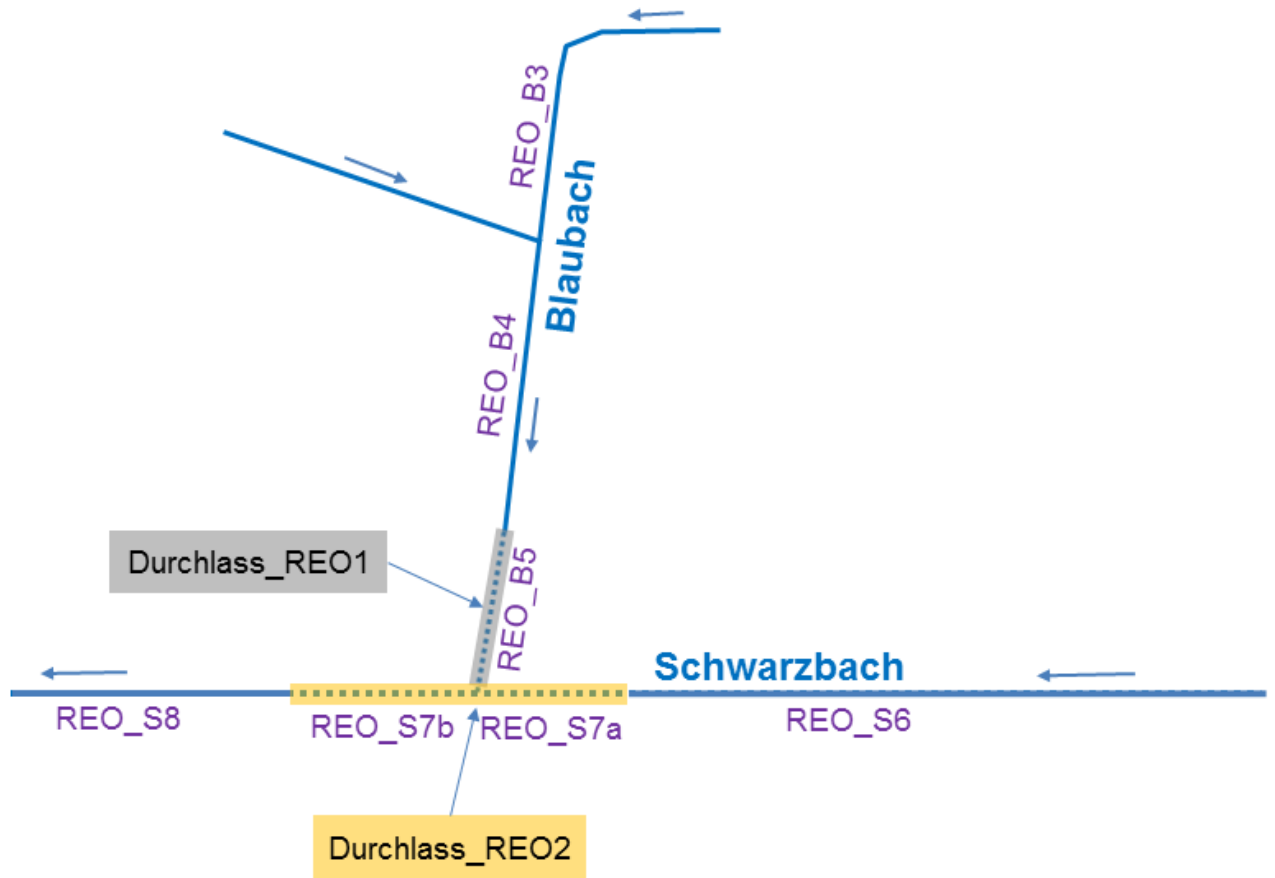 REO_B3
Blaubach
REO_B4
Durchlass_REO1
REO_B5
Schwarzbach
REO_S8
REO_S7b
REO_S7a
REO_S6
Durchlass_REO2